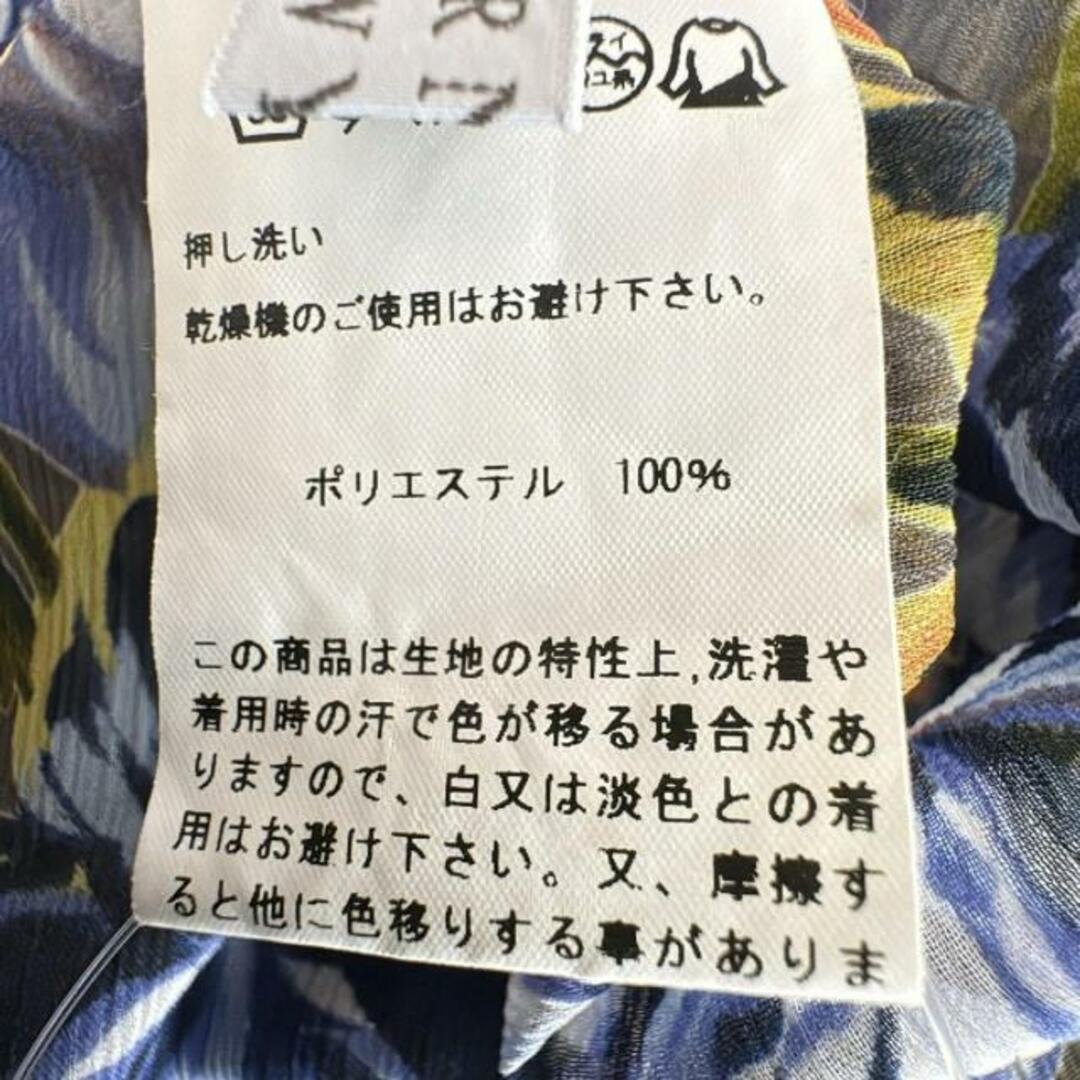 押し洗い
乾燥機のご使用はお避け下さい。
ポリエステル 100%
この商品は生地の特性上,洗濯や
着用時の汗で色が移る場合があ
りますので、白又は淡色との着
用はお避け下さい。又、摩擦す
ると他に色移りする事がありま